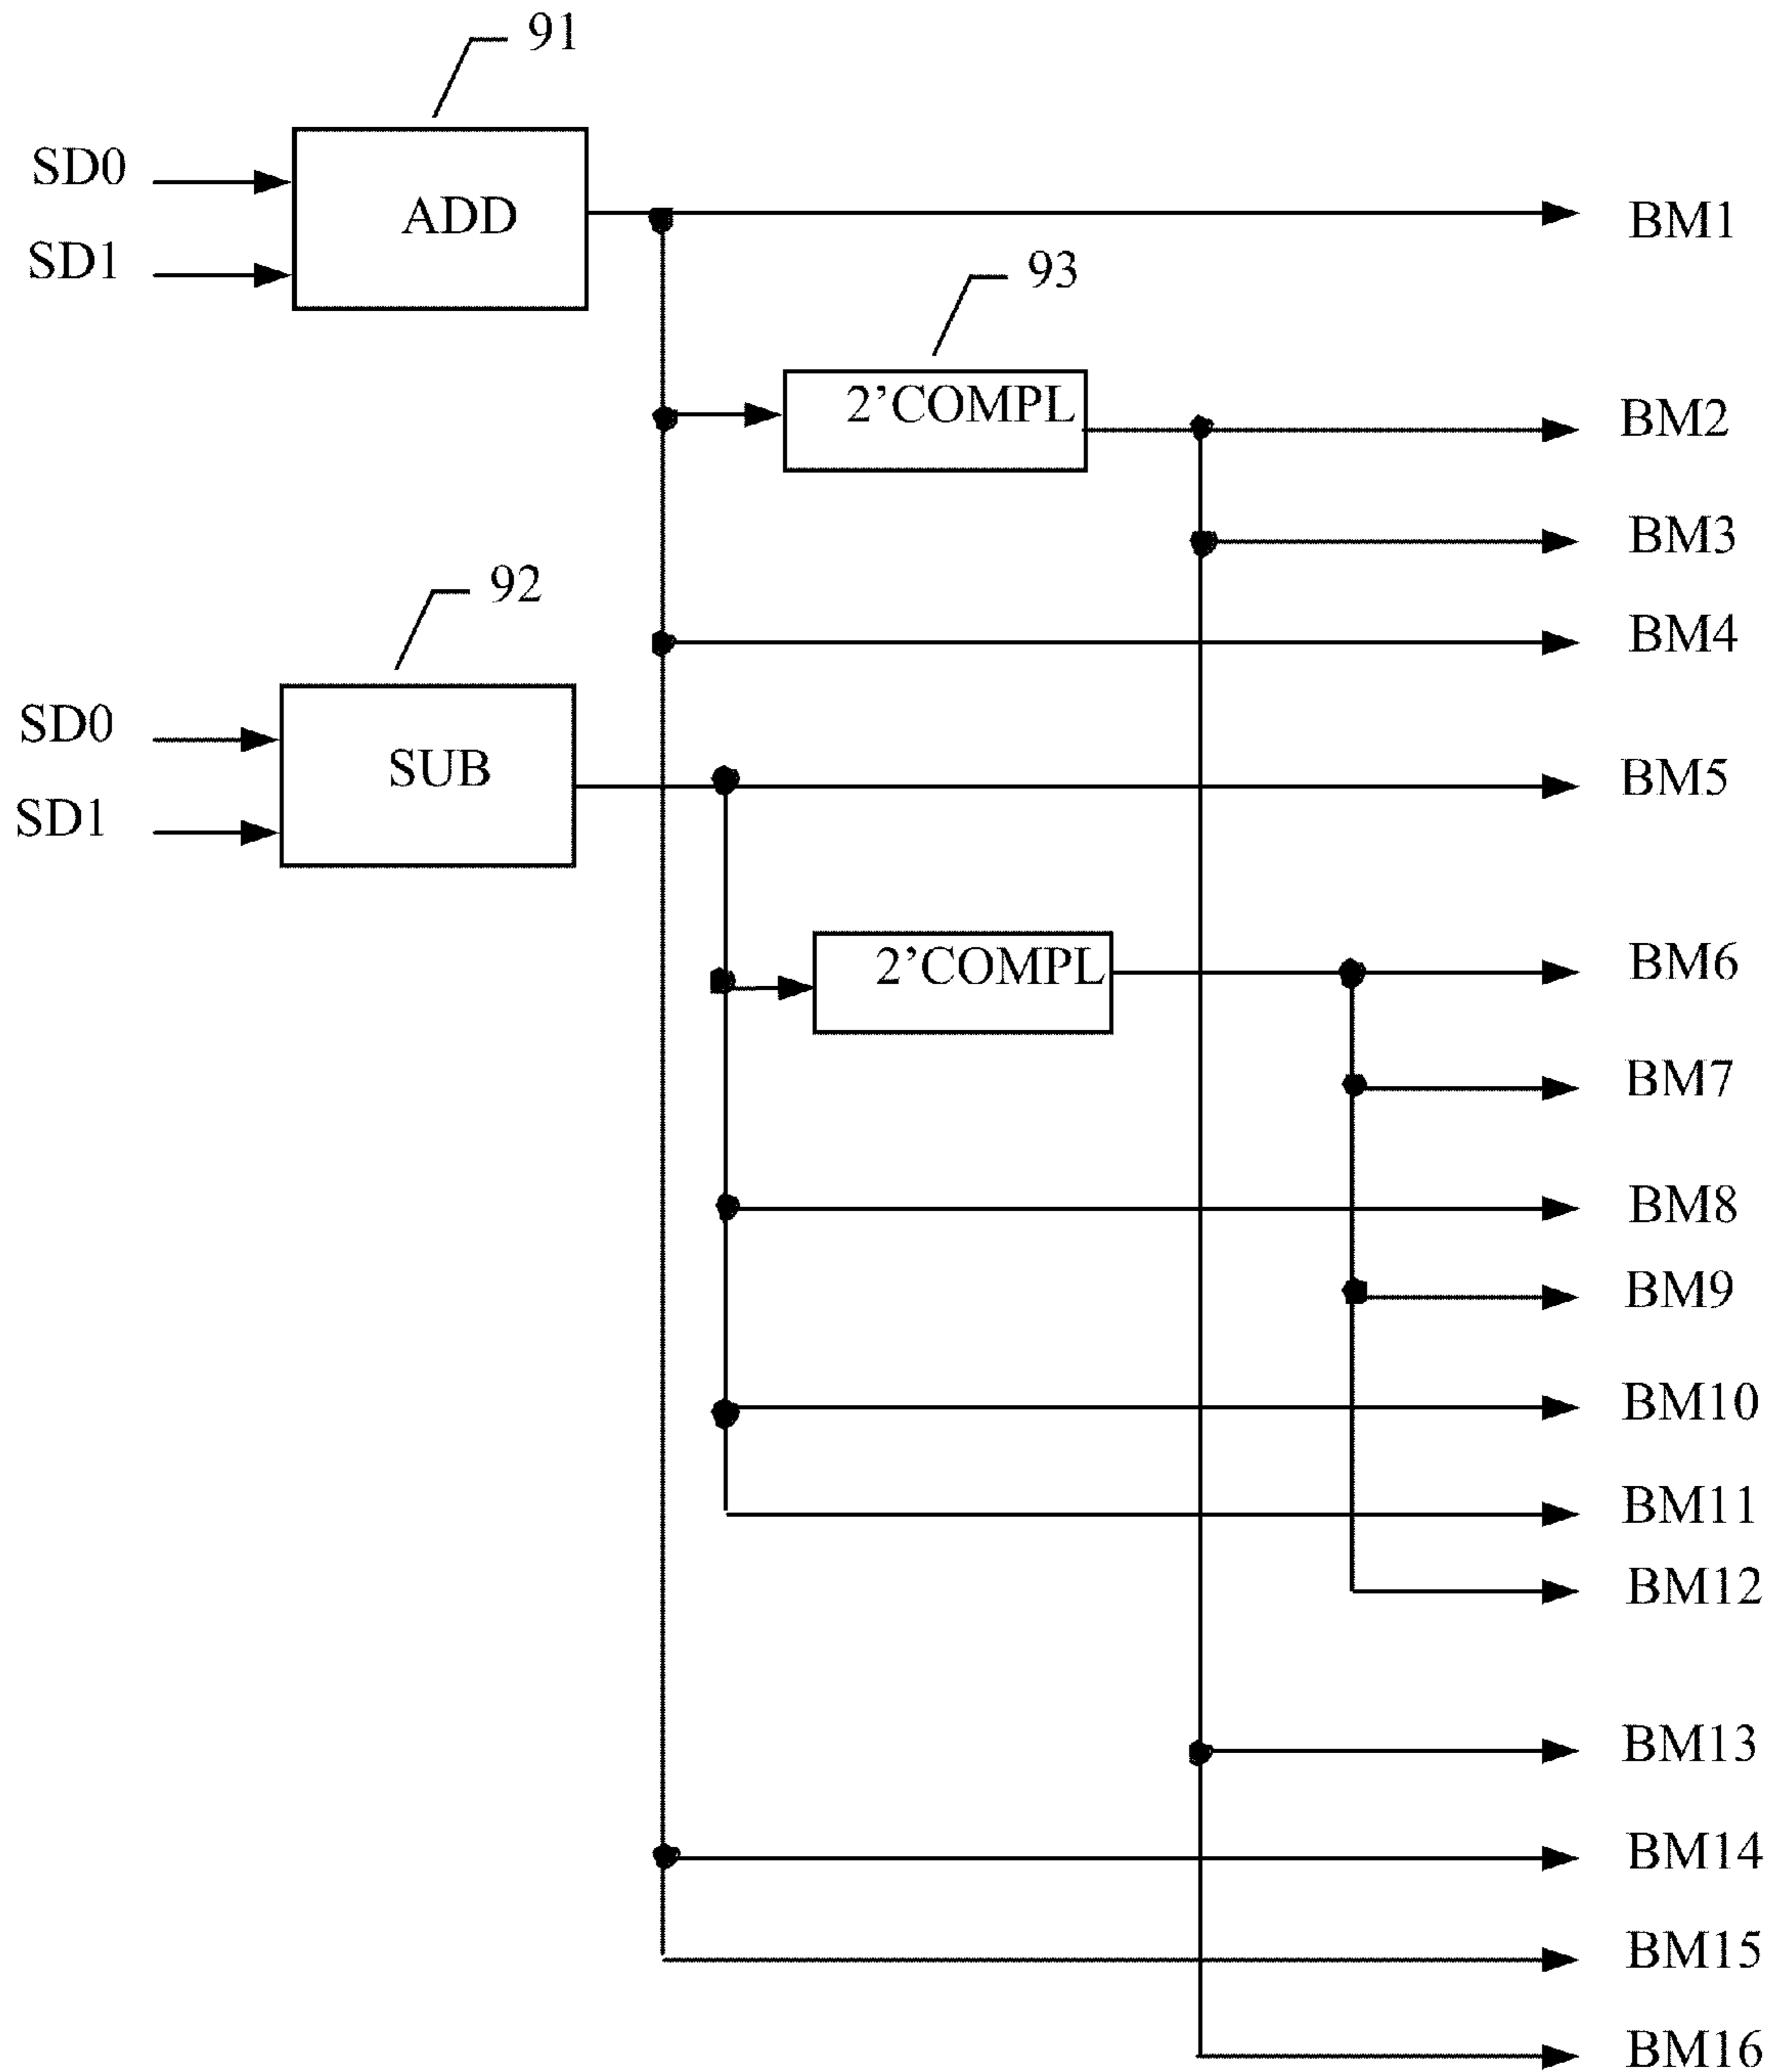 91
SD0
ADD
SD1
BM1
93
2’COMPL
BM2
BM3
92
BM4
SD0
SUB
BM5
SD1
2’COMPL
BM6
BM7
BM8
BM9
BM10
BM11
BM12
BM13
BM14
BM15
BM16